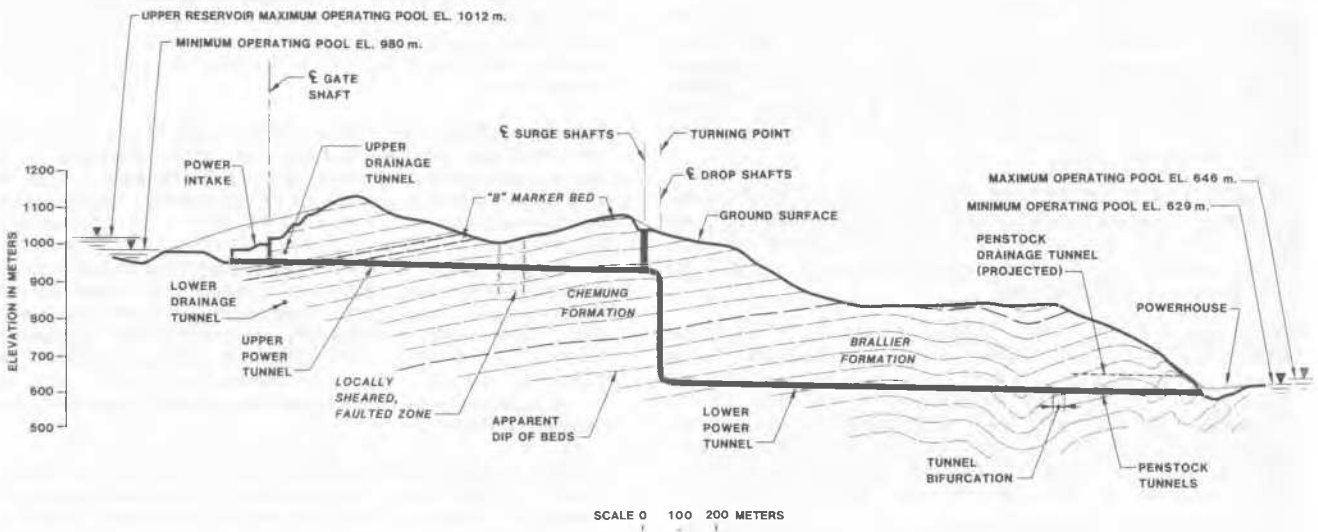 UPPER RESERVOIR MAXIMUM OPERATING POOL EL. 1012 m.
MINIMUM OPERATING POOL EL. 980 m.
℄ GATE
SHAFT
℄ SURGE SHAFTS
TURNING POINT
UPPER
DRAINAGE
TUNNEL
POWER
INTAKE
"B" MARKER BED
℄ DROP SHAFTS
GROUND SURFACE
MAXIMUM OPERATING POOL EL. 646 m.
MINIMUM OPERATING POOL EL. 629 m.
PENSTOCK
DRAINAGE TUNNEL
(PROJECTED)
POWERHOUSE
ELEVATION IN METERS
1200
1100
1000
900
800
700
600
500
LOWER
DRAINAGE
TUNNEL
UPPER
POWER
TUNNEL
LOCALLY
SHEARED,
FAULTED ZONE
CHEMUNG
FORMATION
BRALLIER
FORMATION
APPARENT
DIP OF BEDS
LOWER
POWER
TUNNEL
TUNNEL
BIFURCATION
PENSTOCK
TUNNELS
SCALE 0 100 200 METERS